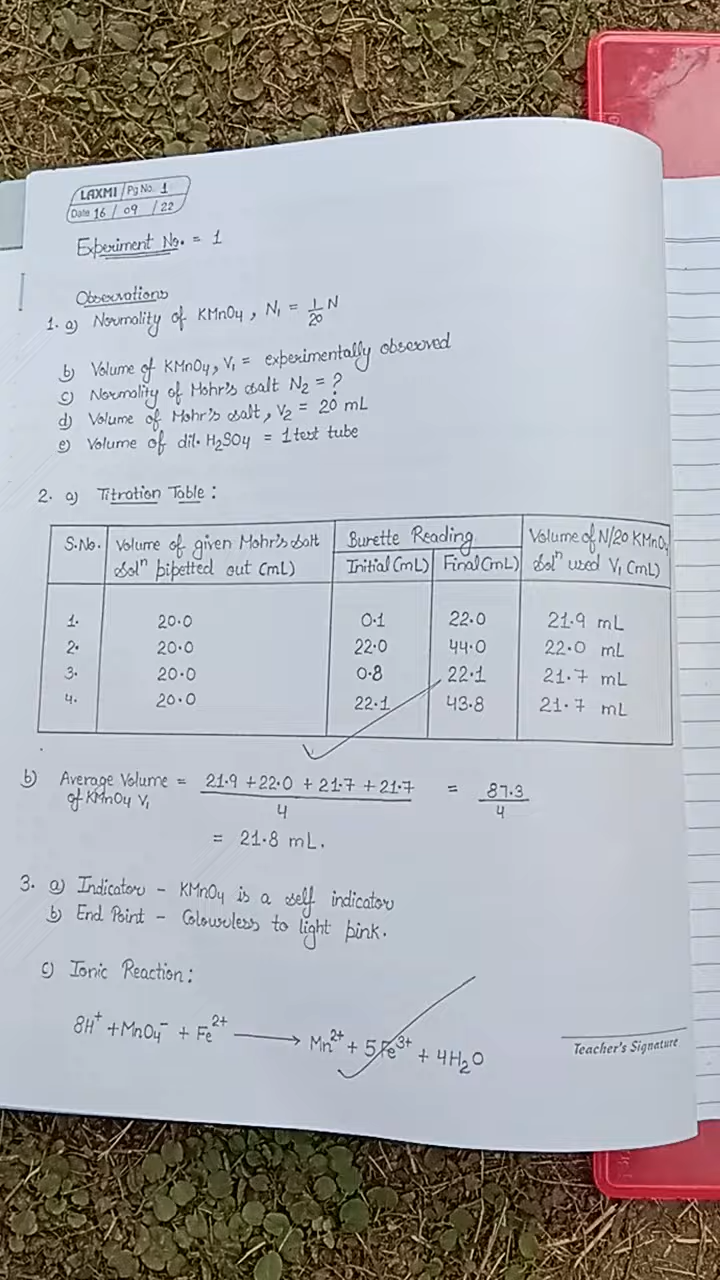 LAXMI Pg No. 1
Date 16 / 09 / 22
Experiment No. = 1
Observations
1. a) Normality of KMnO4, N1 = 1/20 N
b) Volume of KMnO4, V1 = experimentally observed
c) Normality of Mohr's salt N2 = ?
d) Volume of Mohr's salt, V2 = 20 mL
e) Volume of dil. H2SO4 = 1 test tube
2. a) Titration Table :
S.No. Volume of given Mohr's salt Burette Reading Volume of N/20 KMnO4
solⁿ pipetted out (mL) Initial (mL) Final (mL) solⁿ used V1 (mL)
1. 20.0 0.1 22.0 21.9 mL
2. 20.0 22.0 44.0 22.0 mL
3. 20.0 0.8 22.1 21.7 mL
4. 20.0 22.1 43.8 21.7 mL
b) Average Volume = 21.9 + 22.0 + 21.7 + 21.7 / 4 = 87.3 / 4
of KMnO4 V1
= 21.8 mL.
3. a) Indicator - KMnO4 is a self indicator
b) End Point - Colourless to light pink.
c) Ionic Reaction :
8H⁺ + MnO4⁻ + Fe²⁺ ⟶ Mn²⁺ + 5Fe³⁺ + 4H2O
Teacher's Signature